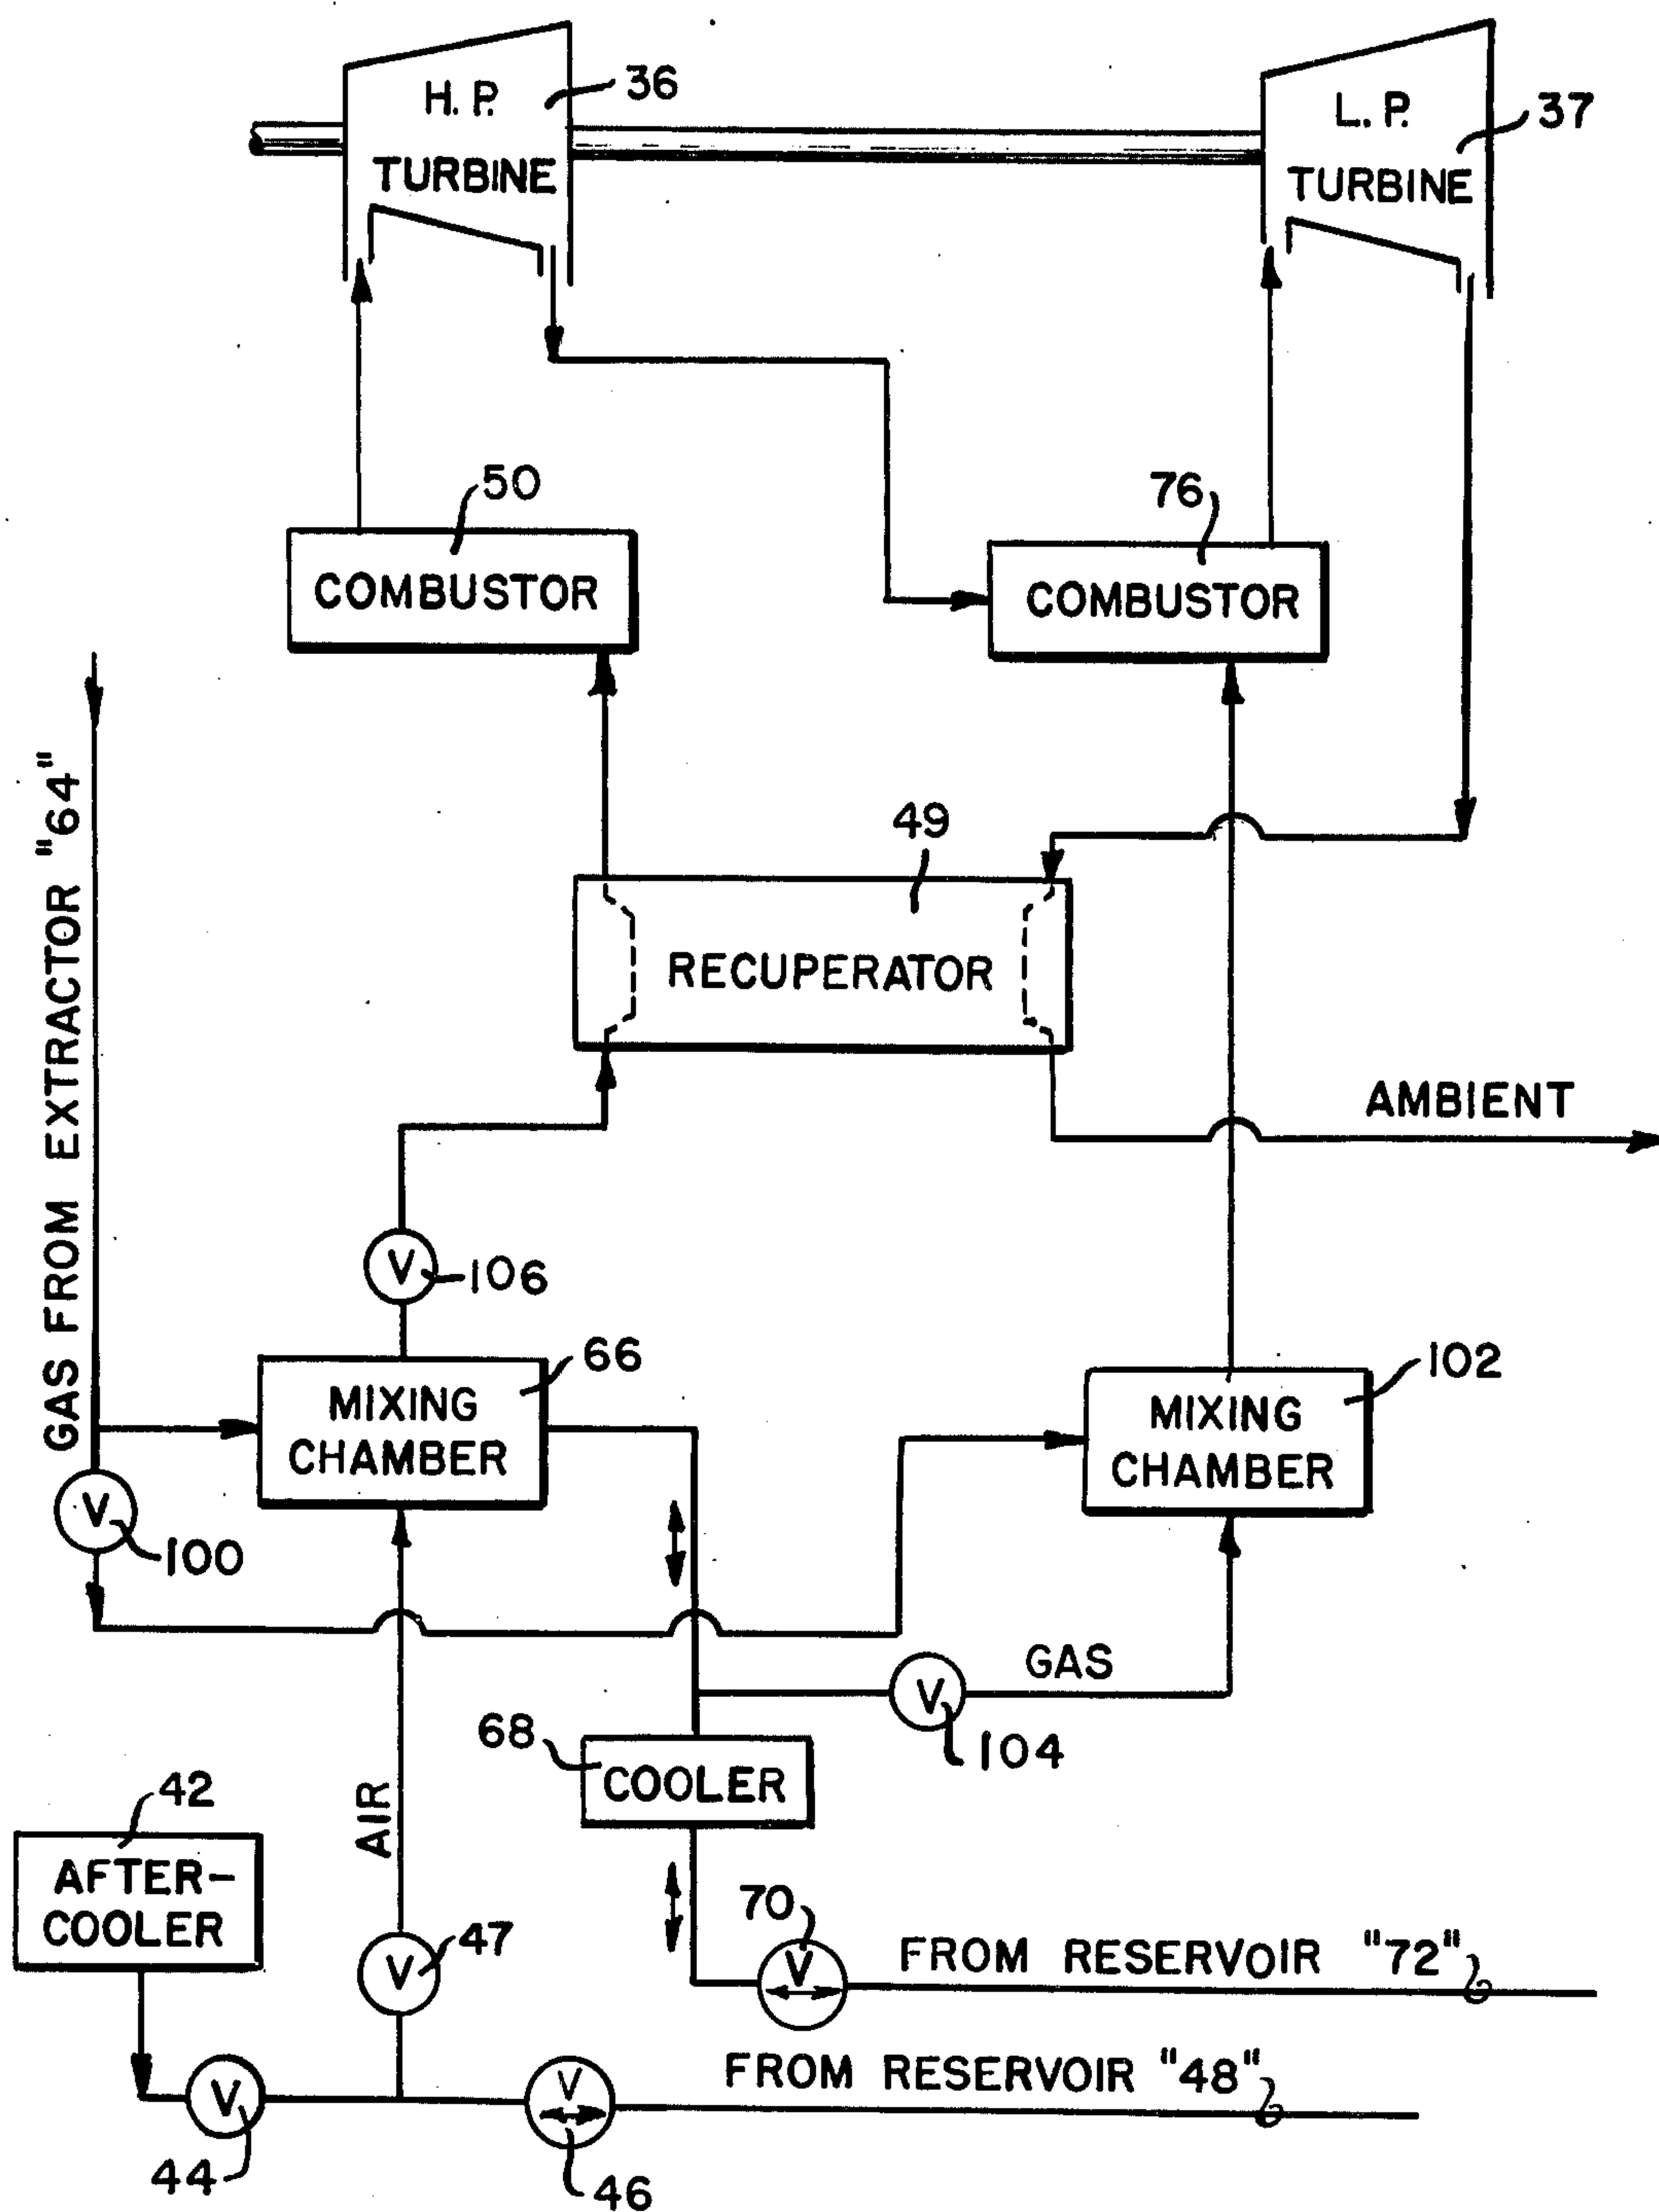 H. P.
TURBINE
36
L. P.
TURBINE
37
50
COMBUSTOR
76
COMBUSTOR
GAS FROM EXTRACTOR "64"
49
RECUPERATOR
AMBIENT
V
106
66
MIXING
CHAMBER
102
MIXING
CHAMBER
V
100
GAS
V
104
68
COOLER
42
AFTER-
COOLER
AIR
V
47
70
V
FROM RESERVOIR "72"
FROM RESERVOIR "48"
V
44
V
46